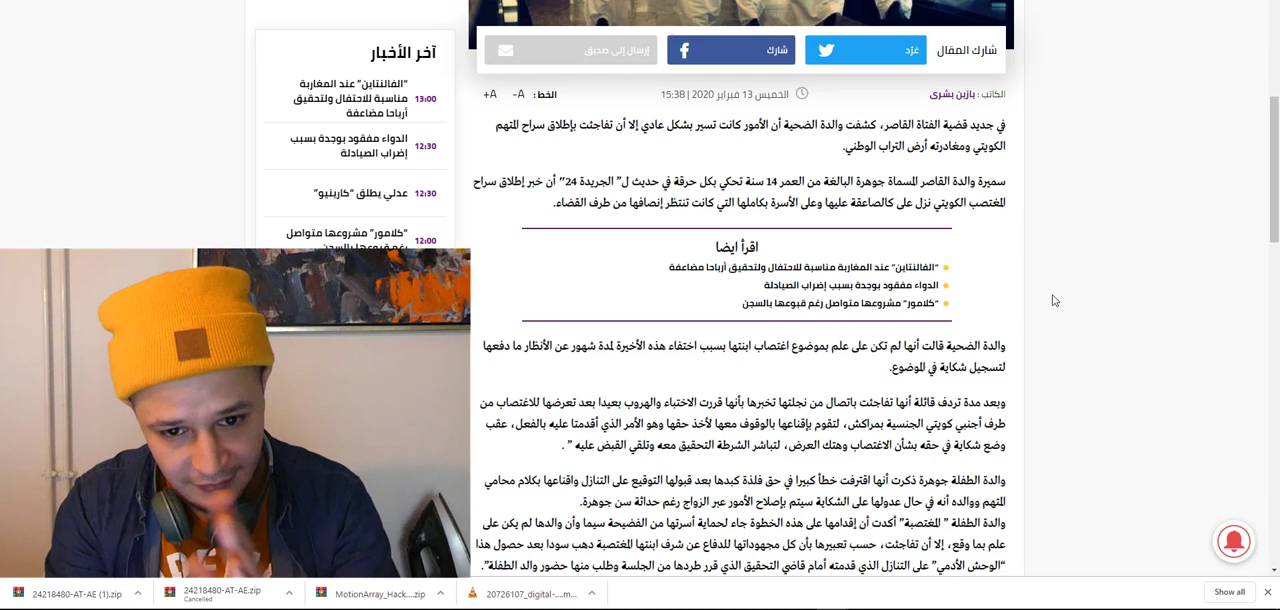 شارك المقال
غرّد
شارك
إرسال إلى صديق
الكاتب : بازين بشرى
الخميس 13 فبراير 2020 | 15:38
الخط : A- A+
في جديد قضية الفتاة القاصر، كشفت والدة الضحية أن الأمور كانت تسير بشكل عادي إلا أن تفاجئت بإطلاق سراح المتهم
الكويتي ومغادرته أرض التراب الوطني.
سميرة والدة القاصر المسماة جوهرة البالغة من العمر 14 سنة تحكي بكل حرقة في حديث ل" الجريدة 24" أن خبر إطلاق سراح
المغتصب الكويتي نزل على كالصاعقة عليها وعلى الأسرة بكاملها التي كانت تنتظر إنصافها من طرف القضاء.
اقرأ ايضا
“الفالنتاين” عند المغاربة مناسبة للاحتفال ولتحقيق أرباحا مضاعفة
الدواء مفقود بوجدة بسبب إضراب الصيادلة
“كلامور” مشروعها متواصل رغم قبوعها بالسجن
والدة الضحية قالت أنها لم تكن على علم بموضوع اغتصاب ابنتها بسبب اختفاء هذه الأخيرة لمدة شهور عن الأنظار ما دفعها
لتسجيل شكاية في الموضوع.
وبعد مدة تردف قائلة أنها تفاجئت باتصال من نجلتها تخبرها بأنها قررت الاختباء والهروب بعيدا بعد تعرضها للاغتصاب من
طرف أجنبي كويتي الجنسية بمراكش، لتقوم بإقناعها بالوقوف معها لأخذ حقها وهو الأمر الذي أقدمتا عليه بالفعل، عقب
وضع شكاية في حقه بشأن الاغتصاب وهتك العرض، لتباشر الشرطة التحقيق معه وتلقي القبض عليه ” .
والدة الطفلة جوهرة ذكرت أنها اقترفت خطأ كبيرا في حق فلذة كبدها بعد قبولها التوقيع على التنازل واقناعها بكلام محامي
المتهم ووالده أنه في حال عدولها على الشكاية سيتم بإصلاح الأمور عبر الزواج رغم حداثة سن جوهرة.
والدة الطفلة ” المغتصبة” أكدت أن إقدامها على هذه الخطوة جاء لحماية أسرتها من الفضيحة سيما وأن والدها لم يكن على
علم بما وقع، إلا أن تفاجئت، حسب تعبيرها بأن كل مجهوداتها للدفاع عن شرف ابنتها المغتصبة دهب سودا بعد حصول هذا
“الوحش الأدمي” على التنازل الذي قدمته أمام قاضي التحقيق الذي قرر طردها من الجلسة وطلب منها حضور والد الطفلة”.
آخر الأخبار
13:00 “الفالنتاين” عند المغاربة
مناسبة للاحتفال ولتحقيق
أرباحا مضاعفة
12:30 الدواء مفقود بوجدة بسبب
إضراب الصيادلة
12:30 عدلي يطلق “كارينيو”
12:00 “كلامور” مشروعها متواصل
رغم قبوعها بالسجن
24218480-AT-AE (1).zip
24218480-AT-AE.zip
Cancelled
MotionArray_Hack....zip
20726107_digital-....m...
Show all